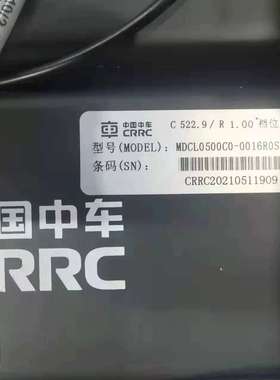 中国中车
CRRC
C 522.9/ R 1.00 档位
型号(MODEL): MDCL0500C0-0016R0S
条码(SN):
CRRC20210511909
国中车
CRRC